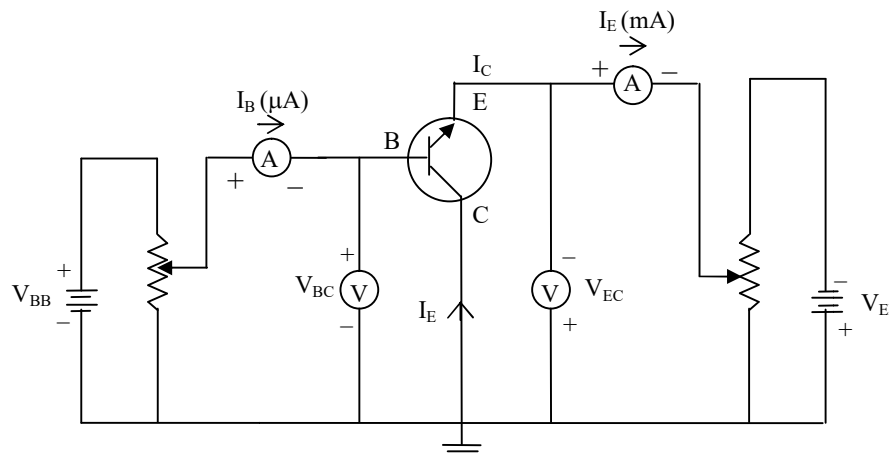 I_E (mA)
I_C
+ A −
I_B (µA)
E
B
A
+ −
C
+
V_BB
−
+
V_BC V
−
I_E
−
V V_EC
+
−
V_E
+